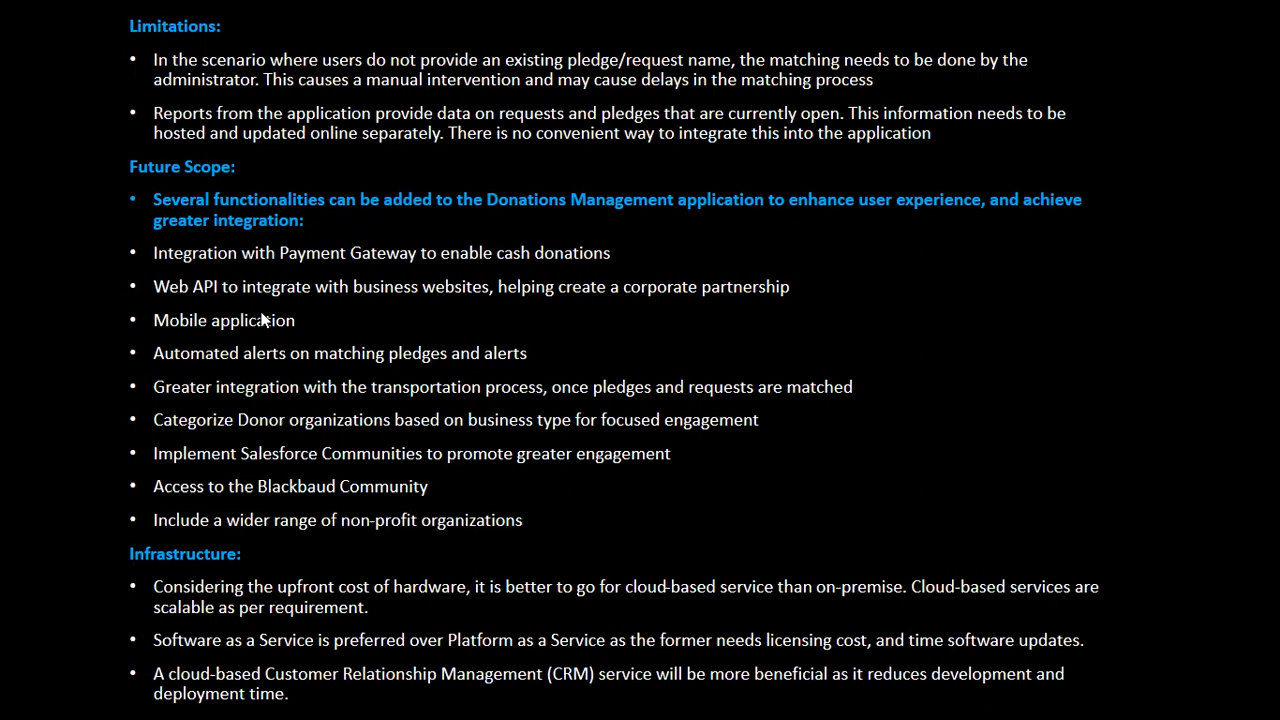 Limitations:
• In the scenario where users do not provide an existing pledge/request name, the matching needs to be done by the
administrator. This causes a manual intervention and may cause delays in the matching process
• Reports from the application provide data on requests and pledges that are currently open. This information needs to be
hosted and updated online separately. There is no convenient way to integrate this into the application
Future Scope:
• Several functionalities can be added to the Donations Management application to enhance user experience, and achieve
greater integration:
• Integration with Payment Gateway to enable cash donations
• Web API to integrate with business websites, helping create a corporate partnership
• Mobile application
• Automated alerts on matching pledges and alerts
• Greater integration with the transportation process, once pledges and requests are matched
• Categorize Donor organizations based on business type for focused engagement
• Implement Salesforce Communities to promote greater engagement
• Access to the Blackbaud Community
• Include a wider range of non-profit organizations
Infrastructure:
• Considering the upfront cost of hardware, it is better to go for cloud-based service than on-premise. Cloud-based services are
scalable as per requirement.
• Software as a Service is preferred over Platform as a Service as the former needs licensing cost, and time software updates.
• A cloud-based Customer Relationship Management (CRM) service will be more beneficial as it reduces development and
deployment time.